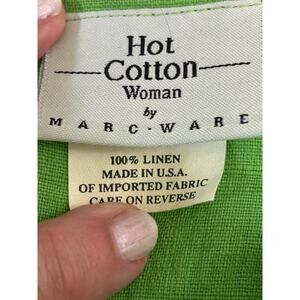 Hot
Cotton
Woman
by
MARC·WARE
100% LINEN
MADE IN U.S.A.
OF IMPORTED FABRIC
CARE ON REVERSE